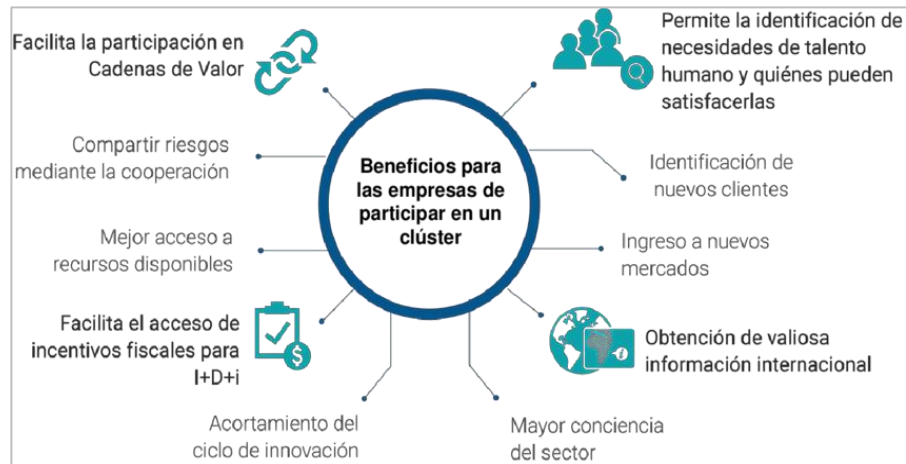 Facilita la participación en
Cadenas de Valor
Permite la identificación de
necesidades de talento
humano y quiénes pueden
satisfacerlas
Compartir riesgos
mediante la cooperación
Beneficios para
las empresas de
participar en un
clúster
Identificación de
nuevos clientes
Mejor acceso a
recursos disponibles
Ingreso a nuevos
mercados
Facilita el acceso de
incentivos fiscales para
I+D+i
$
Obtención de valiosa
información internacional
i
Acortamiento del
ciclo de innovación
Mayor conciencia
del sector